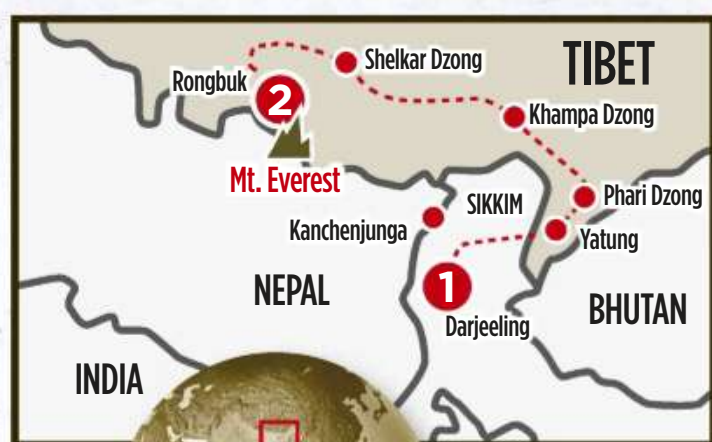 Shelkar Dzong
TIBET
Rongbuk
2
Khampa Dzong
Mt. Everest
Phari Dzong
SIKKIM
Kanchenjunga
Yatung
NEPAL
1
BHUTAN
Darjeeling
INDIA